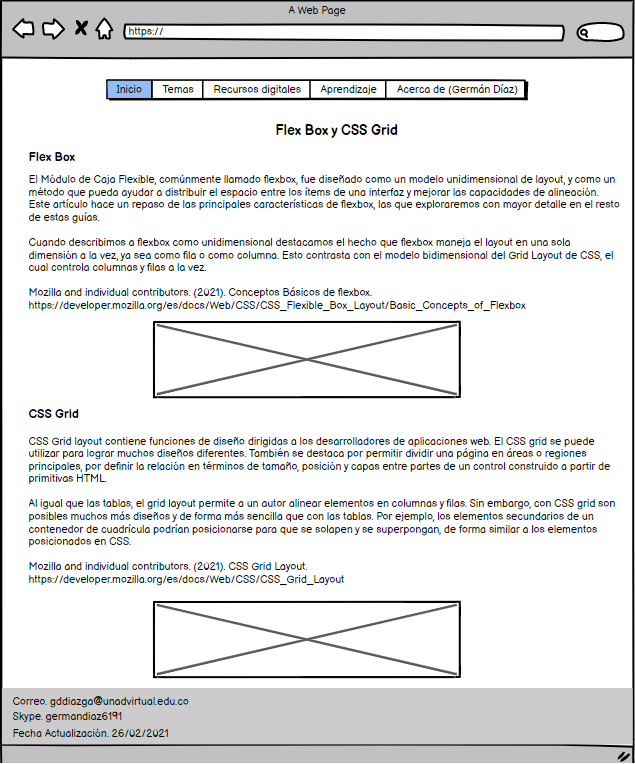 A Web Page
https://
Inicio Temas Recursos digitales Aprendizaje Acerca de (Germán Díaz)
Flex Box y CSS Grid
Flex Box
El Módulo de Caja Flexible, comúnmente llamado flexbox, fue diseñado como un modelo unidimensional de layout, y como un
método que pueda ayudar a distribuir el espacio entre los ítems de una interfaz y mejorar las capacidades de alineación.
Este artículo hace un repaso de las principales características de flexbox, las que exploraremos con mayor detalle en el resto
de estas guías.
Cuando describimos a flexbox como unidimensional destacamos el hecho que flexbox maneja el layout en una sola
dimensión a la vez, ya sea como fila o como columna. Esto contrasta con el modelo bidimensional del Grid Layout de CSS, el
cual controla columnas y filas a la vez.
Mozilla and individual contributors. (2021). Conceptos Básicos de flexbox.
https://developer.mozilla.org/es/docs/Web/CSS/CSS_Flexible_Box_Layout/Basic_Concepts_of_Flexbox
CSS Grid
CSS Grid layout contiene funciones de diseño dirigidas a los desarrolladores de aplicaciones web. El CSS grid se puede
utilizar para lograr muchos diseños diferentes. También se destaca por permitir dividir una página en áreas o regiones
principales, por definir la relación en términos de tamaño, posición y capas entre partes de un control construido a partir de
primitivas HTML.
Al igual que las tablas, el grid layout permite a un autor alinear elementos en columnas y filas. Sin embargo, con CSS grid son
posibles muchos más diseños y de forma más sencilla que con las tablas. Por ejemplo, los elementos secundarios de un
contenedor de cuadrícula podrían posicionarse para que se solapen y se superpongan, de forma similar a los elementos
posicionados en CSS.
Mozilla and individual contributors. (2021). CSS Grid Layout.
https://developer.mozilla.org/es/docs/Web/CSS/CSS_Grid_Layout
Correo. gddiazga@unadvirtual.edu.co
Skype. germandiaz6191
Fecha Actualización. 26/02/2021